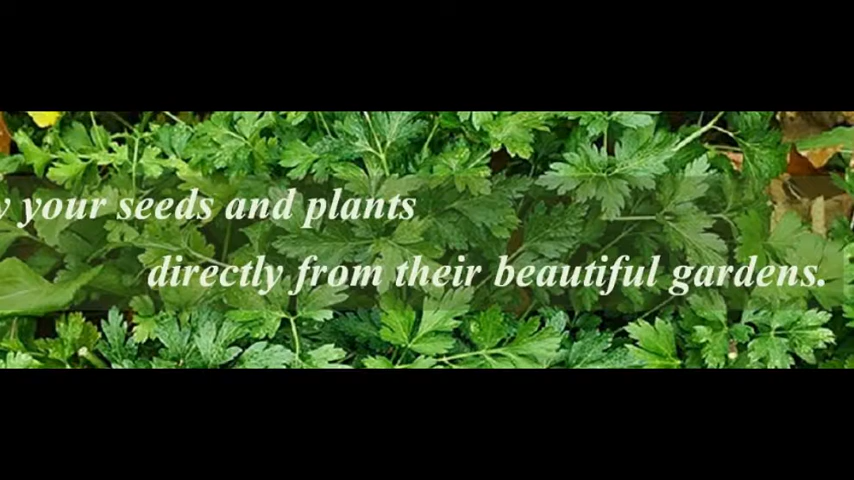 your seeds and plants
directly from their beautiful gardens.